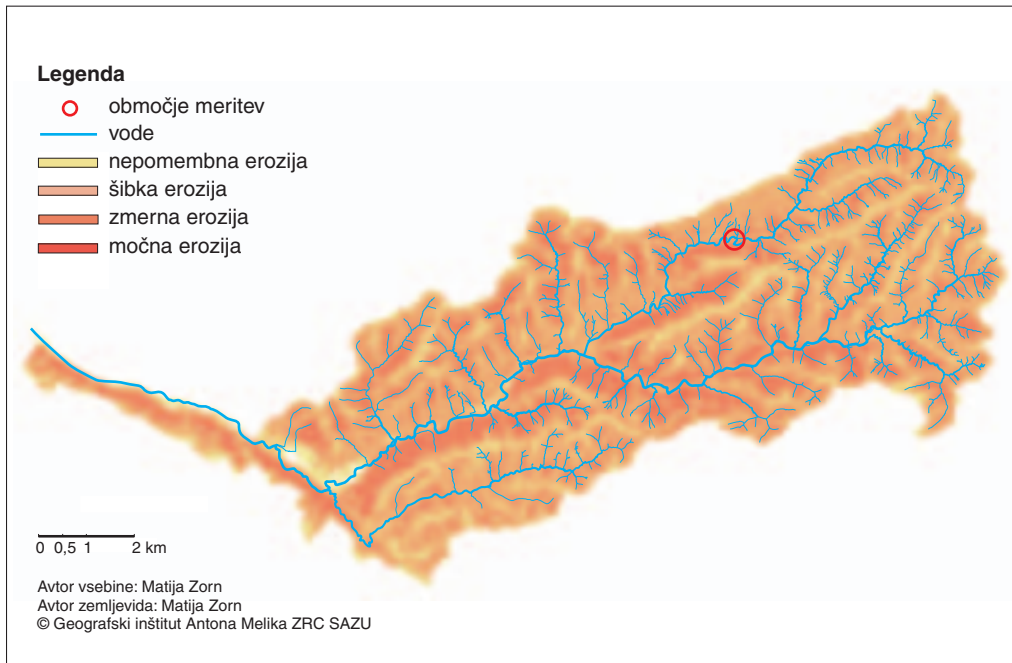 Legenda
območje meritev
vode
nepomembna erozija
šibka erozija
zmerna erozija
močna erozija
0 0,5 1 2 km
Avtor vsebine: Matija Zorn
Avtor zemljevida: Matija Zorn
© Geografski inštitut Antona Melika ZRC SAZU